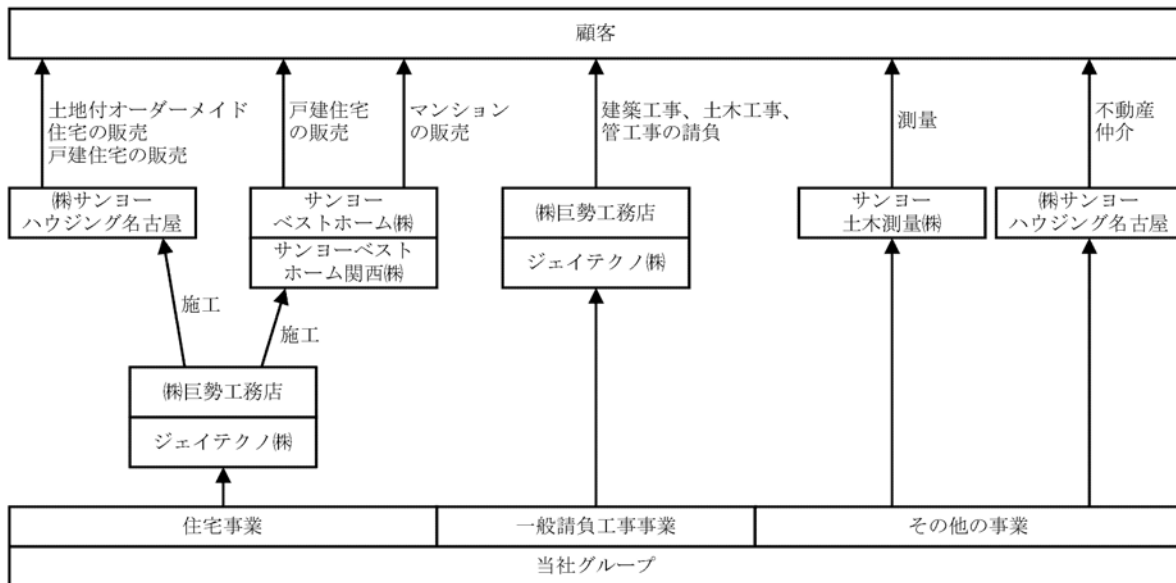 顧客
土地付オーダーメイド
住宅の販売
戸建住宅の販売
戸建住宅
の販売
マンション
の販売
建築工事、土木工事、
管工事の請負
測量
不動産
仲介
㈱サンヨー
ハウジング名古屋
サンヨー
ベストホーム㈱
サンヨーベスト
ホーム関西㈱
㈱巨勢工務店
ジェイテクノ㈱
サンヨー
土木測量㈱
㈱サンヨー
ハウジング名古屋
施工
施工
㈱巨勢工務店
ジェイテクノ㈱
住宅事業
一般請負工事事業
その他の事業
当社グループ